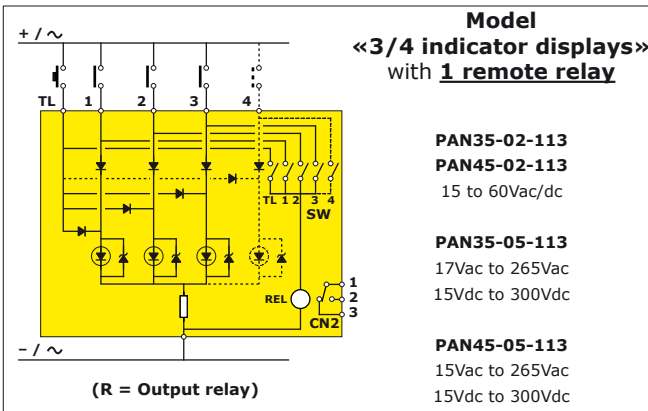 + / ~
TL 1 2 3 4
TL 1 2 3 4
SW
REL
1
2
3
CN2
– / ~
(R = Output relay)
Model
«3/4 indicator displays»
with 1 remote relay
PAN35-02-113
PAN45-02-113
15 to 60Vac/dc
PAN35-05-113
17Vac to 265Vac
15Vdc to 300Vdc
PAN45-05-113
15Vac to 265Vac
15Vdc to 300Vdc